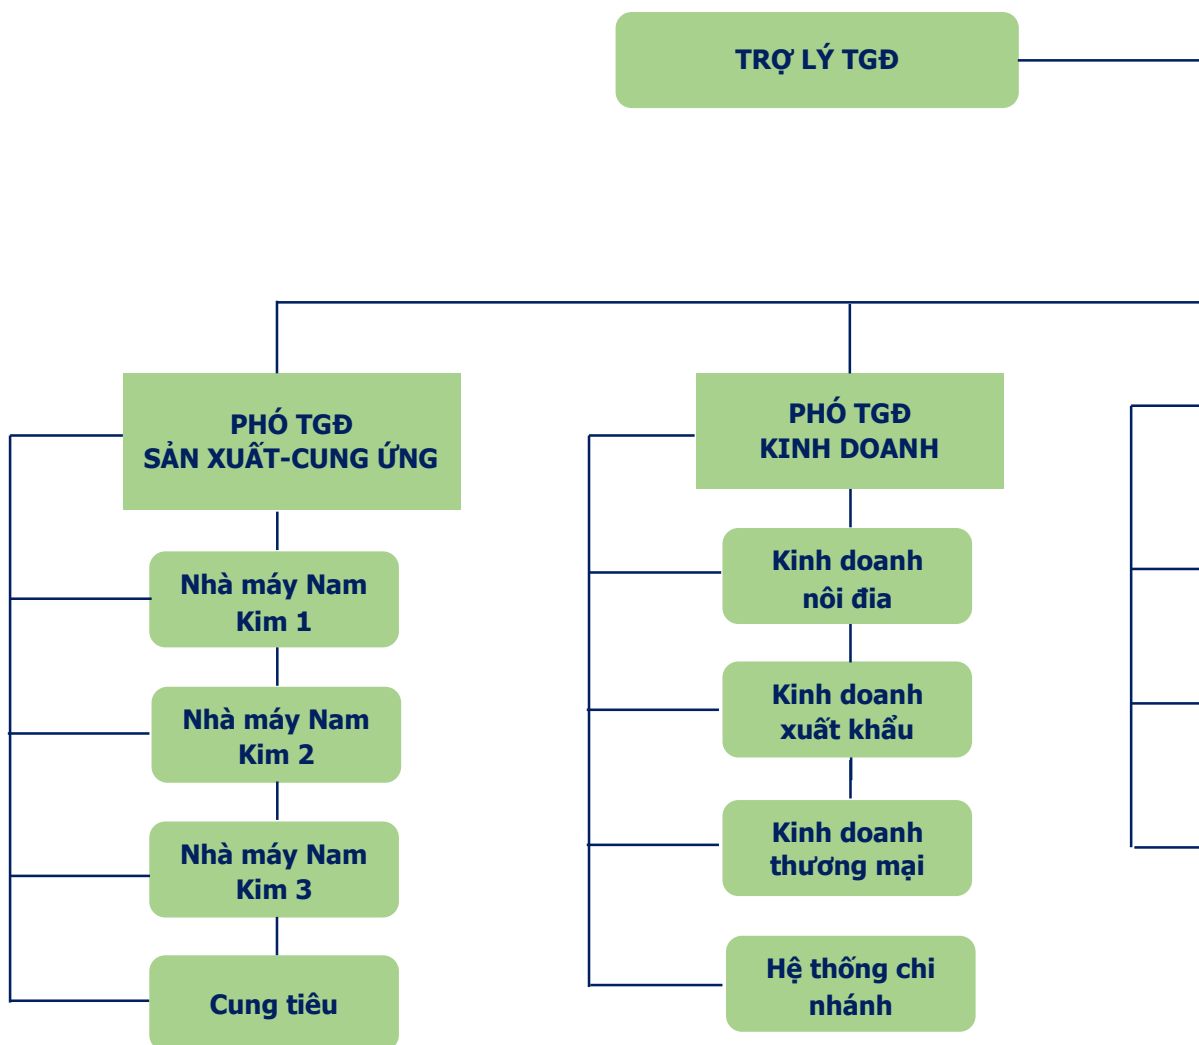 TRỢ LÝ TGĐ
PHÓ TGĐ
SẢN XUẤT-CUNG ỨNG
Nhà máy Nam
Kim 1
Nhà máy Nam
Kim 2
Nhà máy Nam
Kim 3
Cung tiêu
PHÓ TGĐ
KINH DOANH
Kinh doanh
nôi đia
Kinh doanh
xuất khẩu
Kinh doanh
thương mại
Hệ thống chi
nhánh